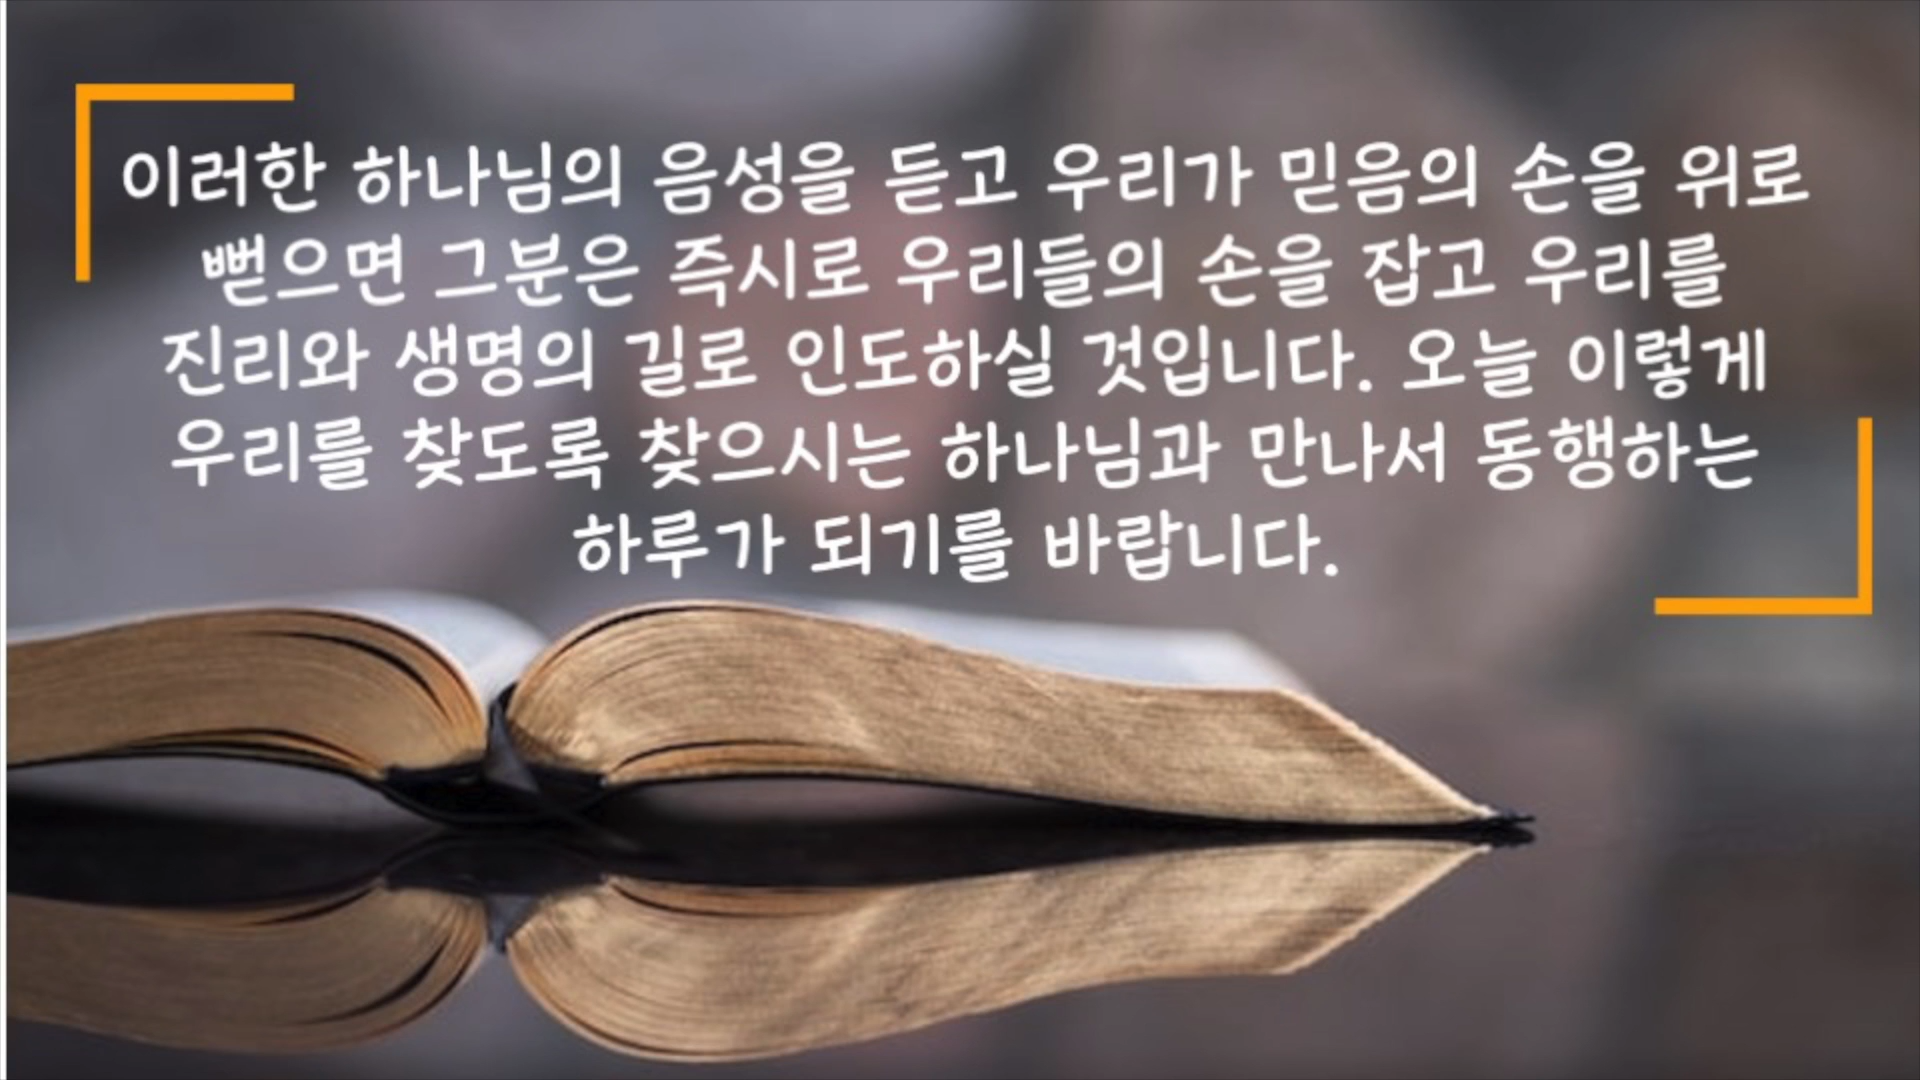 이러한 하나님의 음성을 듣고 우리가 믿음의 손을 위로
뻗으면 그분은 즉시로 우리들의 손을 잡고 우리를
진리와 생명의 길로 인도하실 것입니다. 오늘 이렇게
우리를 찾도록 찾으시는 하나님과 만나서 동행하는
하루가 되기를 바랍니다.